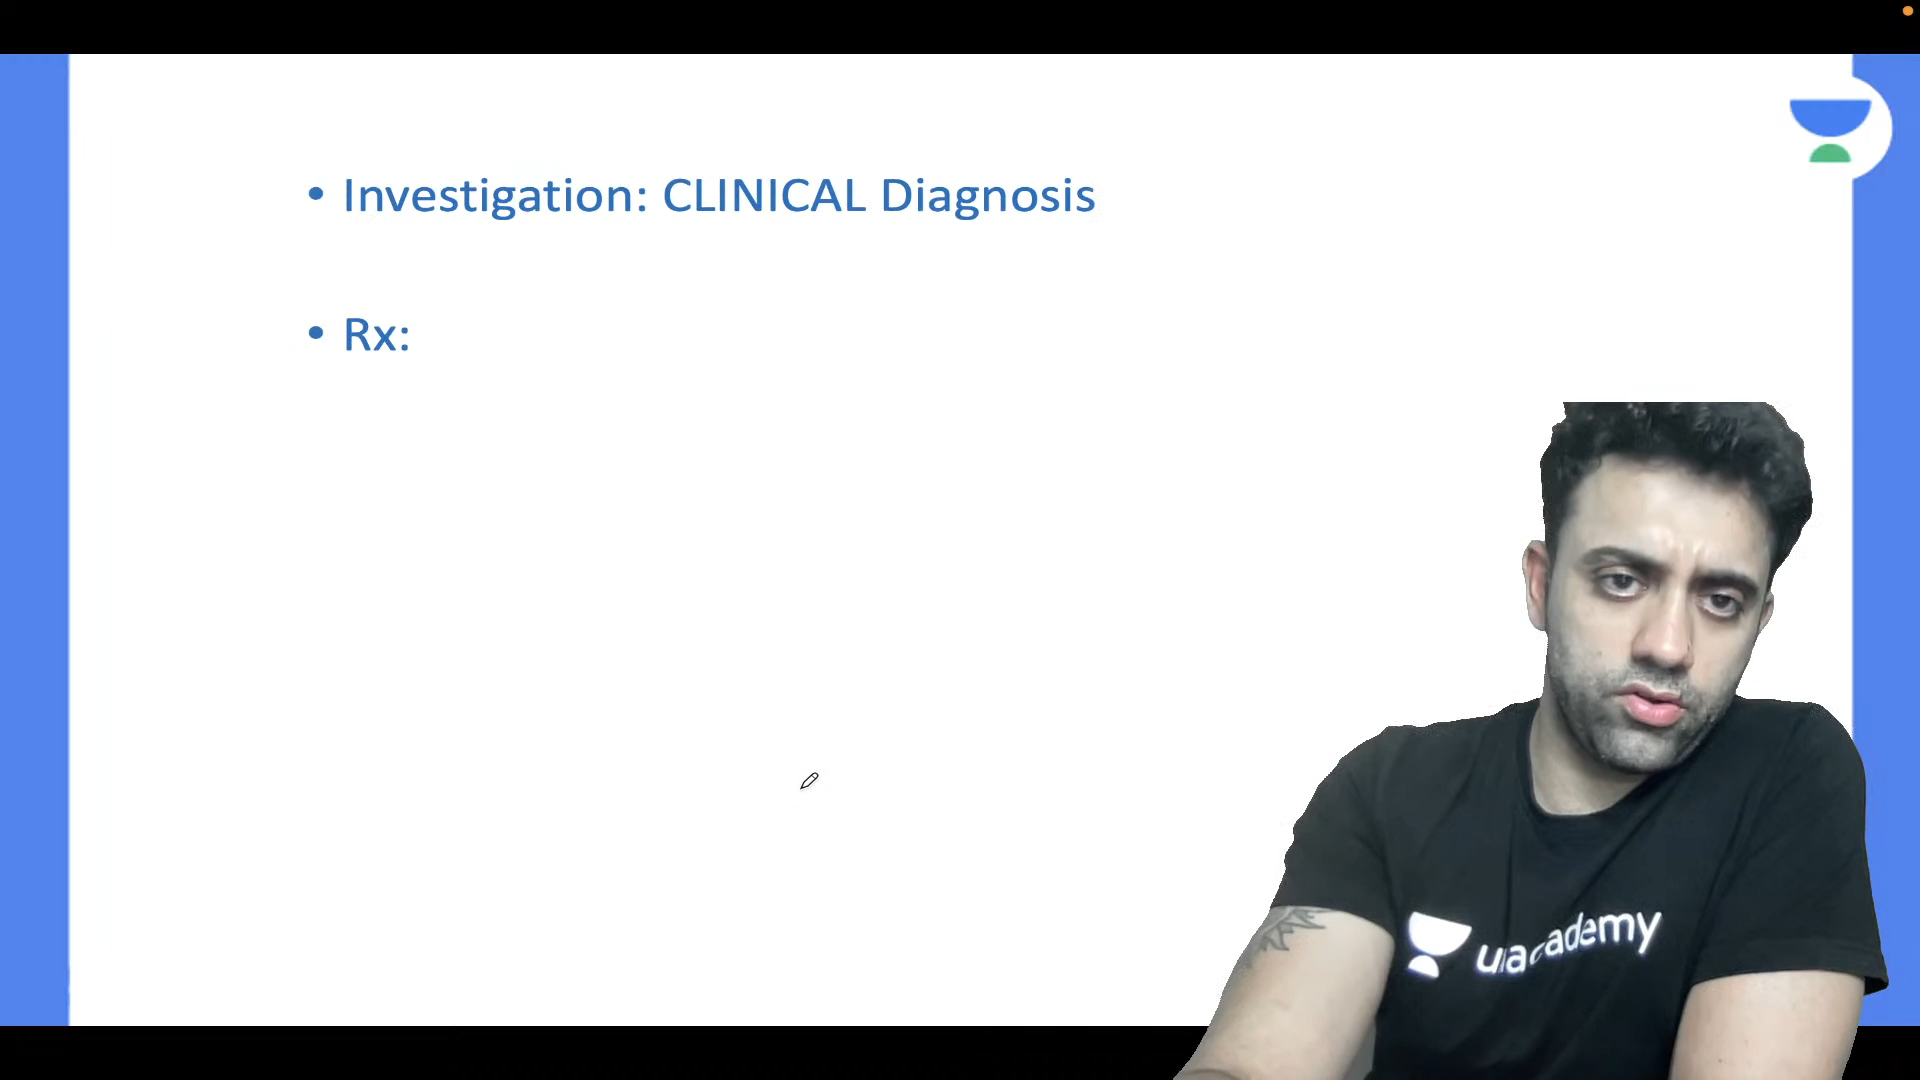 • Investigation: CLINICAL Diagnosis
• Rx:
unacademy